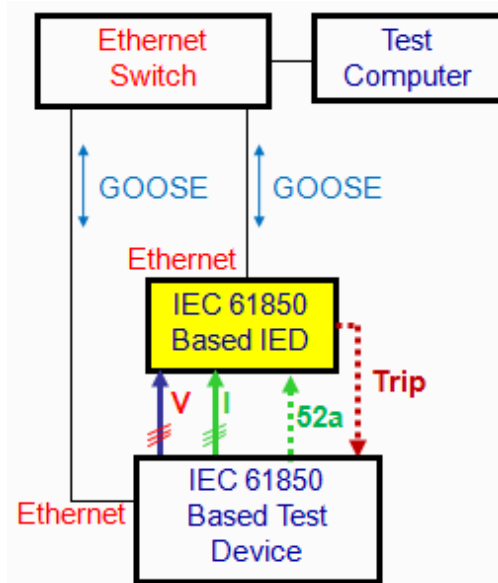 Ethernet
Switch
Test
Computer
GOOSE
GOOSE
Ethernet
IEC 61850
Based IED
V
I
52a
Trip
Ethernet
IEC 61850
Based Test
Device